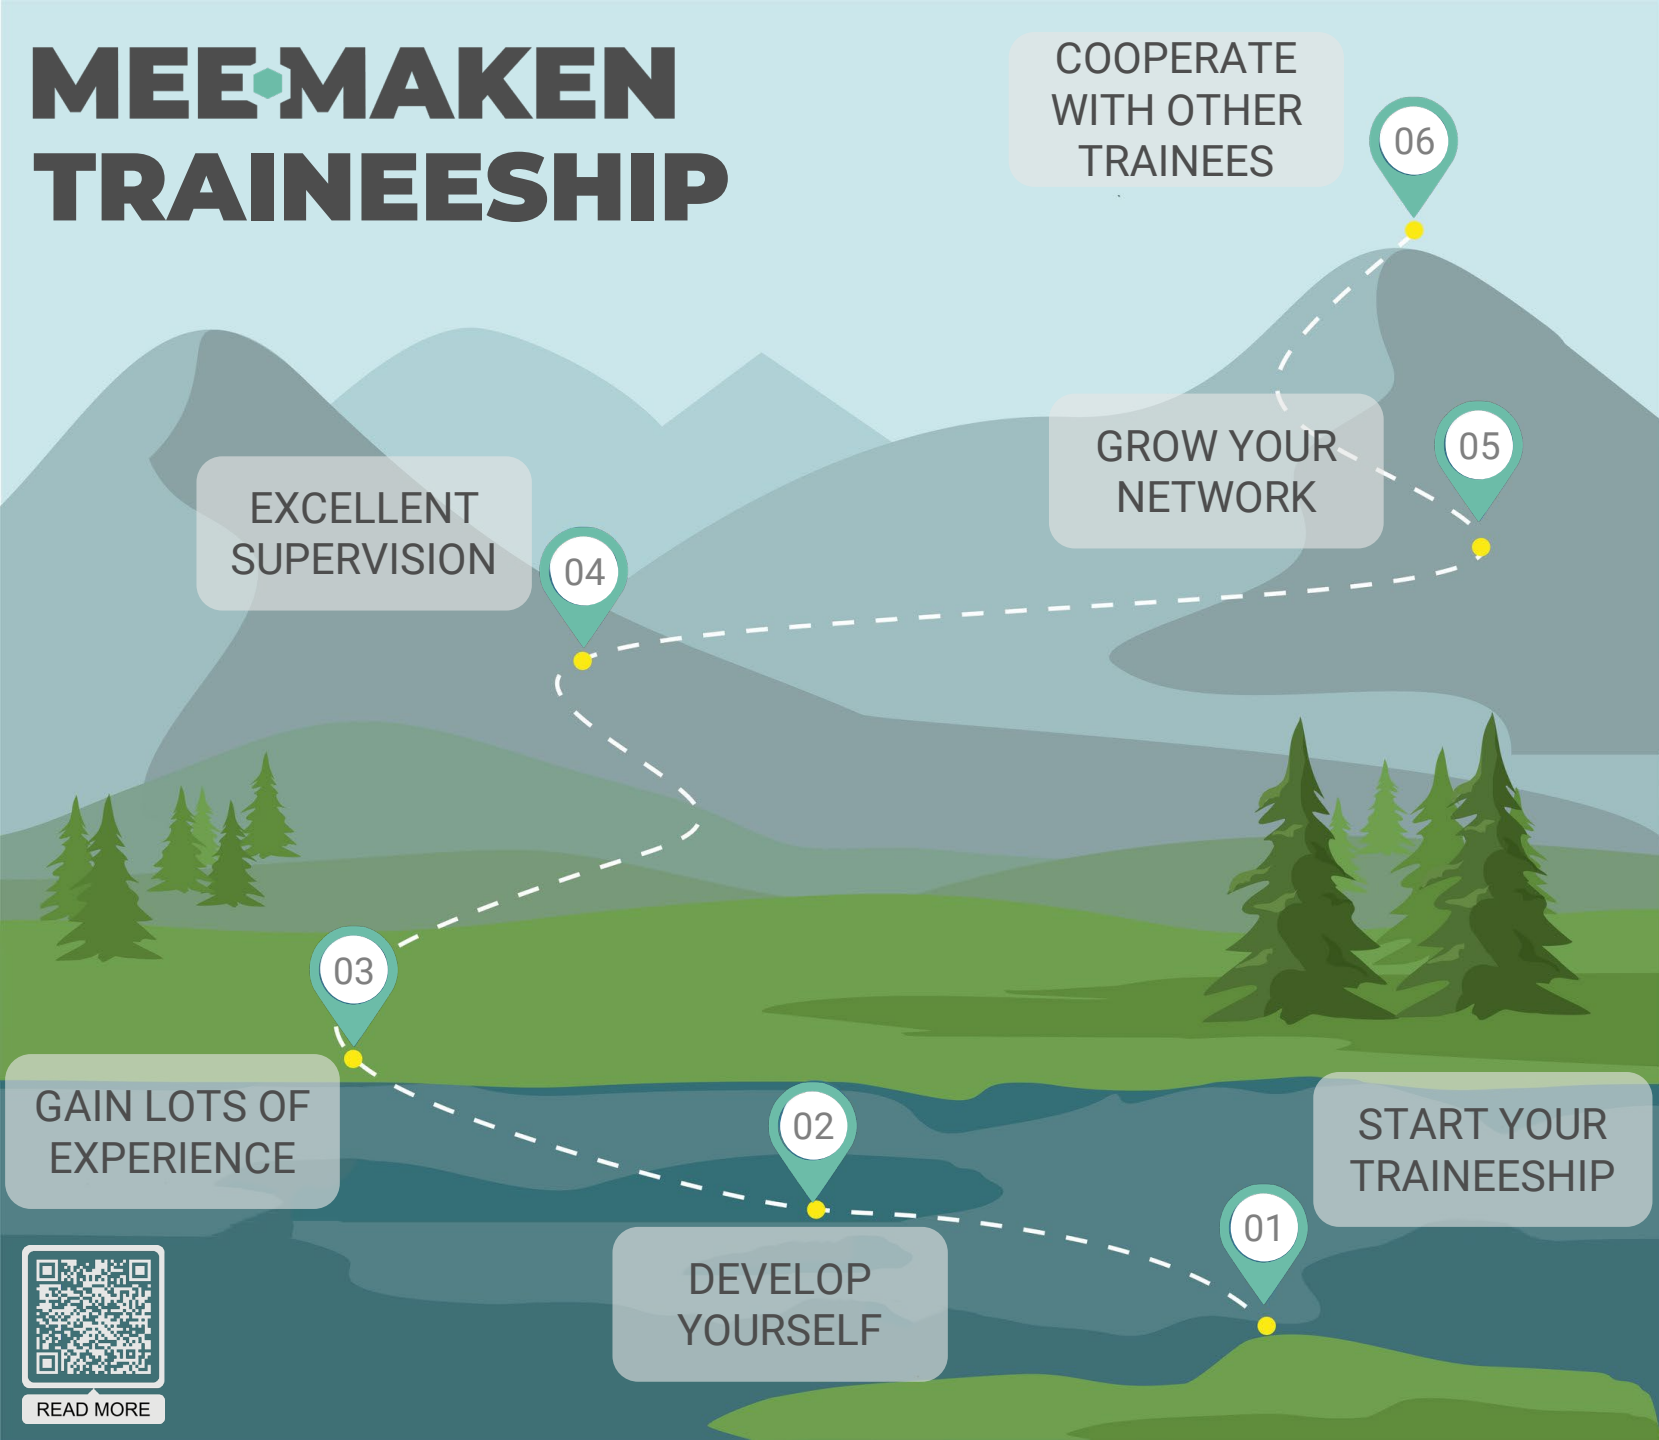 MEE MAKEN
TRAINEESHIP
COOPERATE
WITH OTHER
TRAINEES
06
GROW YOUR
NETWORK
05
EXCELLENT
SUPERVISION
04
03
GAIN LOTS OF
EXPERIENCE
02
DEVELOP
YOURSELF
START YOUR
TRAINEESHIP
01
READ MORE